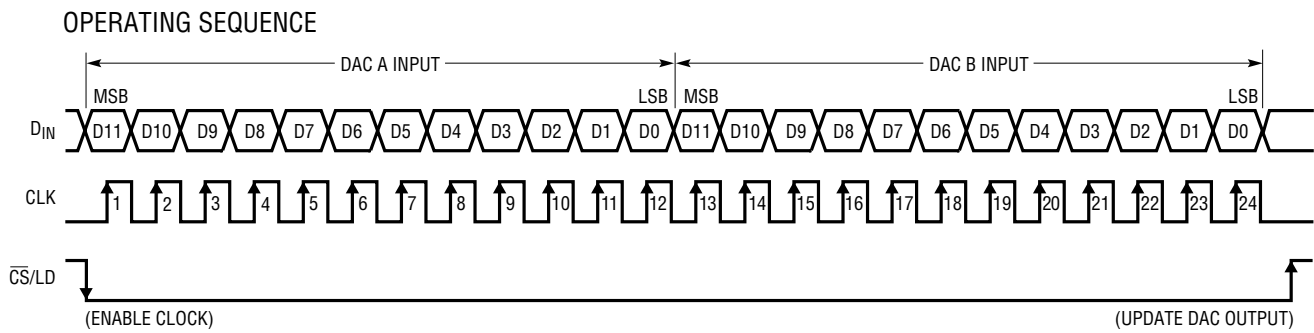 OPERATING SEQUENCE
DAC A INPUT DAC B INPUT
MSB LSB MSB LSB
DIN D11 D10 D9 D8 D7 D6 D5 D4 D3 D2 D1 D0 D11 D10 D9 D8 D7 D6 D5 D4 D3 D2 D1 D0
CLK 1 2 3 4 5 6 7 8 9 10 11 12 13 14 15 16 17 18 19 20 21 22 23 24
C̅S̅/LD
(ENABLE CLOCK) (UPDATE DAC OUTPUT)